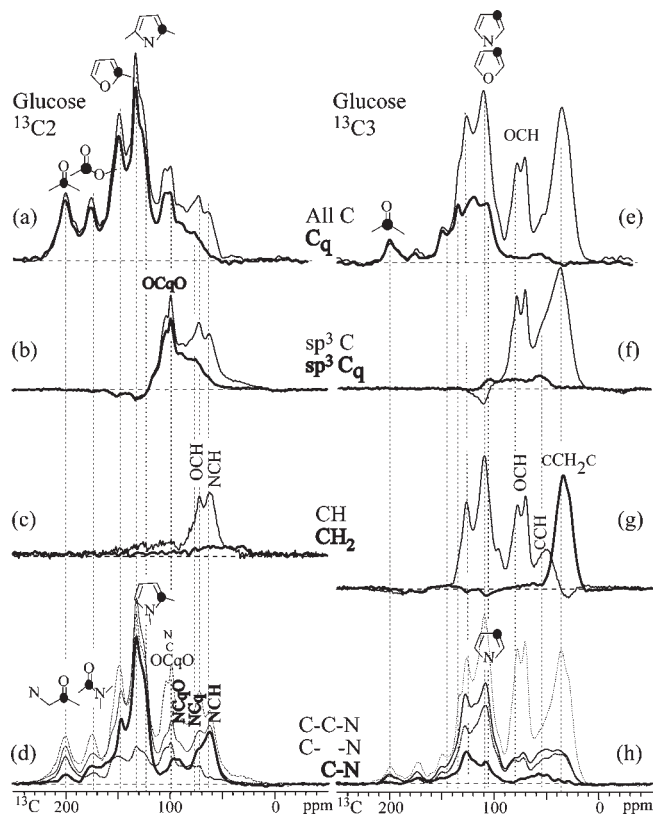 N
O
Glucose
¹³C2
O
O
O
(a)
N
O
Glucose
¹³C3
OCH
O
All C
Cq
(e)
(b)
OCqO
sp³ C
sp³ Cq
(f)
(c)
OCH
NCH
CH
CH₂
OCH
CCH
CCH₂C
(g)
(d)
N
O
O
N
N
N
C
OCqO
NCqO
NCq
NCH
C-C-N
C- -N
C-N
N
(h)
¹³C 200 100 0 ppm
¹³C 200 100 0 ppm